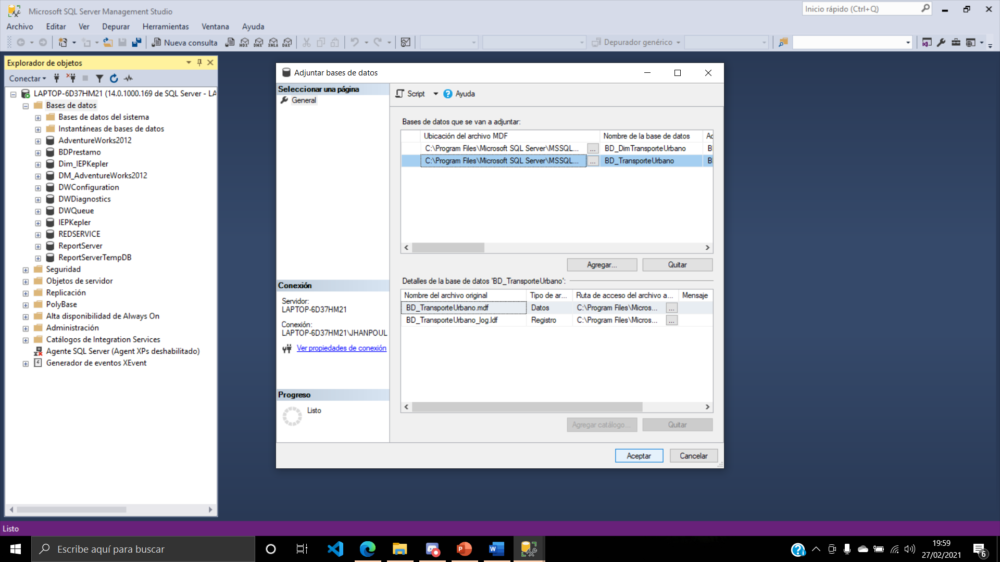 Microsoft SQL Server Management Studio
Inicio rápido (Ctrl+Q)
Archivo Editar Ver Depurar Herramientas Ventana Ayuda
Nueva consulta MDX DMX XMLA DAX Depurador genérico
Explorador de objetos
Conectar
LAPTOP-6D37HM21 (14.0.1000.169 de SQL Server - LA
Bases de datos
Bases de datos del sistema
Instantáneas de bases de datos
AdventureWorks2012
BDPrestamo
Dim_IEPKepler
DM_AdventureWorks2012
DWConfiguration
DWDiagnostics
DWQueue
IEPKepler
REDSERVICE
ReportServer
ReportServerTempDB
Seguridad
Objetos de servidor
Replicación
PolyBase
Alta disponibilidad de Always On
Administración
Catálogos de Integration Services
Agente SQL Server (Agent XPs deshabilitado)
Generador de eventos XEvent
Adjuntar bases de datos
Seleccionar una página
General
Conexión
Servidor:
LAPTOP-6D37HM21
Conexión:
LAPTOP-6D37HM21\JHANPOUL
Ver propiedades de conexión
Progreso
Listo
Script Ayuda
Bases de datos que se van a adjuntar:
Ubicación del archivo MDF Nombre de la base de datos Ad
C:\Program Files\Microsoft SQL Server\MSSQL... ... BD_DimTransporteUrbano
C:\Program Files\Microsoft SQL Server\MSSQL... ... BD_TransporteUrbano
Agregar... Quitar
Detalles de la base de datos 'BD_TransporteUrbano':
Nombre del archivo original Tipo de ar... Ruta de acceso del archivo a... Mensaje
BD_TransporteUrbano.mdf Datos C:\Program Files\Micros... ...
BD_TransporteUrbano_log.ldf Registro C:\Program Files\Micros... ...
Agregar catálogo... Quitar
Aceptar Cancelar
Listo
Escribe aquí para buscar
19:59
27/02/2021
6